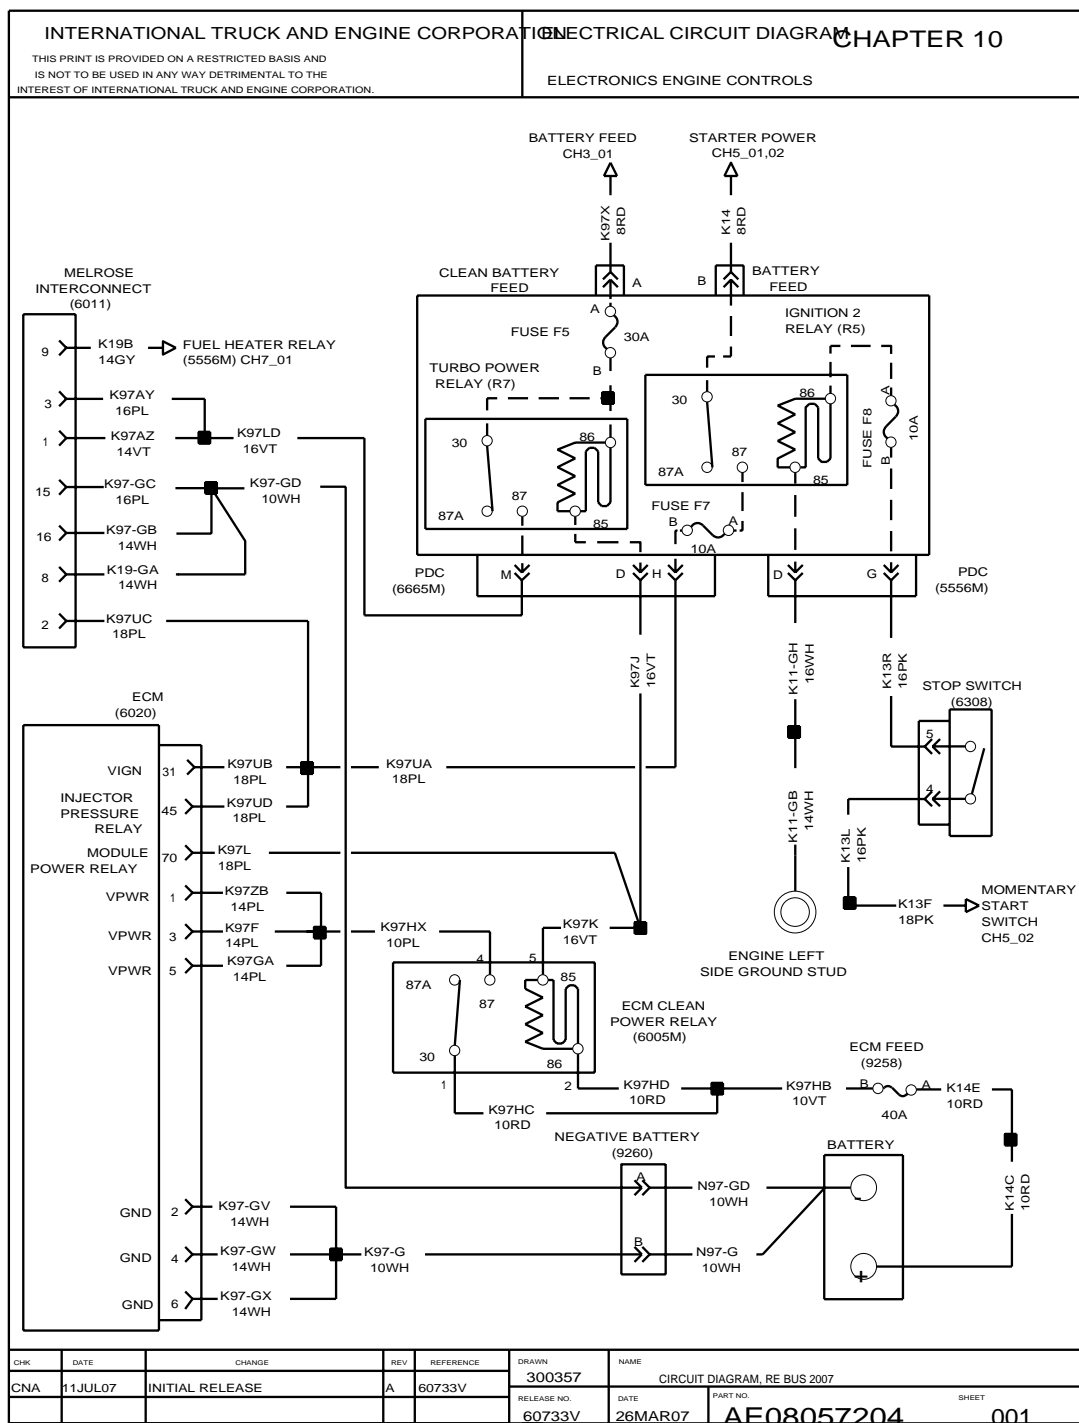 INTERNATIONAL TRUCK AND ENGINE CORPORATION
ELECTRICAL CIRCUIT DIAGRAM
CHAPTER 10
THIS PRINT IS PROVIDED ON A RESTRICTED BASIS AND
IS NOT TO BE USED IN ANY WAY DETRIMENTAL TO THE
INTEREST OF INTERNATIONAL TRUCK AND ENGINE CORPORATION.
ELECTRONICS ENGINE CONTROLS
BATTERY FEED
CH3_01
STARTER POWER
CH5_01,02
K97X
8RD
K14
8RD
CLEAN BATTERY
FEED
A
B
BATTERY
FEED
MELROSE
INTERCONNECT
(6011)
9
K19B
14GY
FUEL HEATER RELAY
(5556M) CH7_01
3
K97AY
16PL
1
K97AZ
14VT
K97LD
16VT
15
K97-GC
16PL
K97-GD
10WH
16
K97-GB
14WH
8
K19-GA
14WH
2
K97UC
18PL
A
FUSE F5
30A
B
IGNITION 2
RELAY (R5)
TURBO POWER
RELAY (R7)
30
86
87A
87
85
30
86
87A
87
85
A
FUSE F8
10A
B
FUSE F7
B
A
10A
PDC
(6665M)
M
D
H
D
G
PDC
(5556M)
K97J
16VT
K11-GH
16WH
K13R
16PK
STOP SWITCH
(6308)
5
4
K11-GB
14WH
K13L
16PK
K13F
18PK
MOMENTARY
START
SWITCH
CH5_02
ENGINE LEFT
SIDE GROUND STUD
ECM
(6020)
VIGN
31
K97UB
18PL
K97UA
18PL
INJECTOR
PRESSURE
RELAY
45
K97UD
18PL
MODULE
POWER RELAY
70
K97L
18PL
VPWR
1
K97ZB
14PL
VPWR
3
K97F
14PL
K97HX
10PL
VPWR
5
K97GA
14PL
K97K
16VT
4
5
87A
87
85
30
86
1
2
ECM CLEAN
POWER RELAY
(6005M)
K97HD
10RD
K97HC
10RD
K97HB
10VT
ECM FEED
(9258)
B
A
40A
K14E
10RD
K14C
10RD
NEGATIVE BATTERY
(9260)
A
B
N97-GD
10WH
N97-G
10WH
BATTERY
-
+
GND
2
K97-GV
14WH
GND
4
K97-GW
14WH
K97-G
10WH
GND
6
K97-GX
14WH
CHK
DATE
CHANGE
REV
REFERENCE
CNA
11JUL07
INITIAL RELEASE
A
60733V
DRAWN
300357
NAME
CIRCUIT DIAGRAM, RE BUS 2007
RELEASE NO.
60733V
DATE
26MAR07
PART NO.
AE08057204
SHEET
001